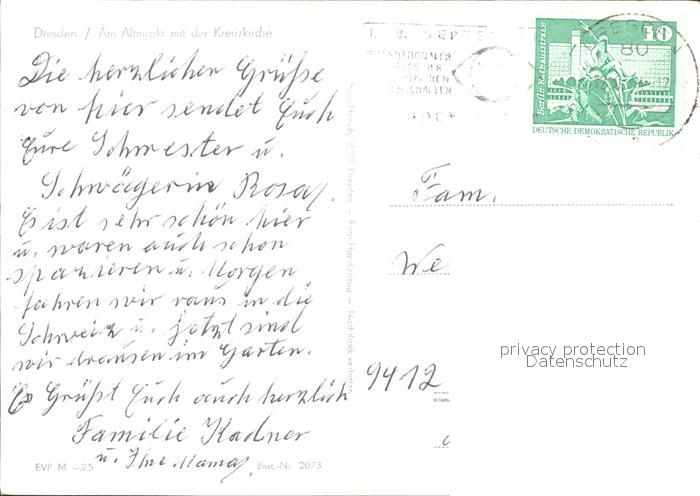 Dresden / Am Altmarkt mit der Kreuzkirche
Die herzlichen Grüsse
von hier sendet Euch
Eure Schwester u.
Schwägerin Rosa.
Es ist sehr schön hier
u. waren auch schon
spazieren u. Morgen
fahren wir raus in die
Schweiz u. jetzt sind
wir drausen im Garten.
Es Grüßt Euch auch herzlich
Familie Kadner
u. Ihre Mama
EVP M —.25
Best.-Nr. 2073
10
Berlin, Rathausstraße
DEUTSCHE DEMOKRATISCHE REPUBLIK
80
Fam.
We
privacy protection
Datenschutz
9412